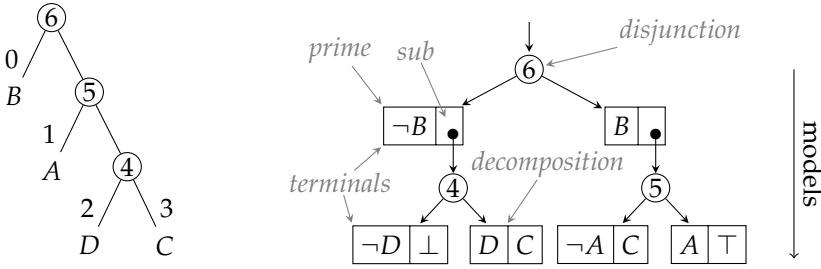 6
0
B
5
1
A
4
2
3
D
C
disjunction
prime
sub
6
¬B
B
terminals
decomposition
4
5
¬D ⊥
D C
¬A C
A ⊤
models